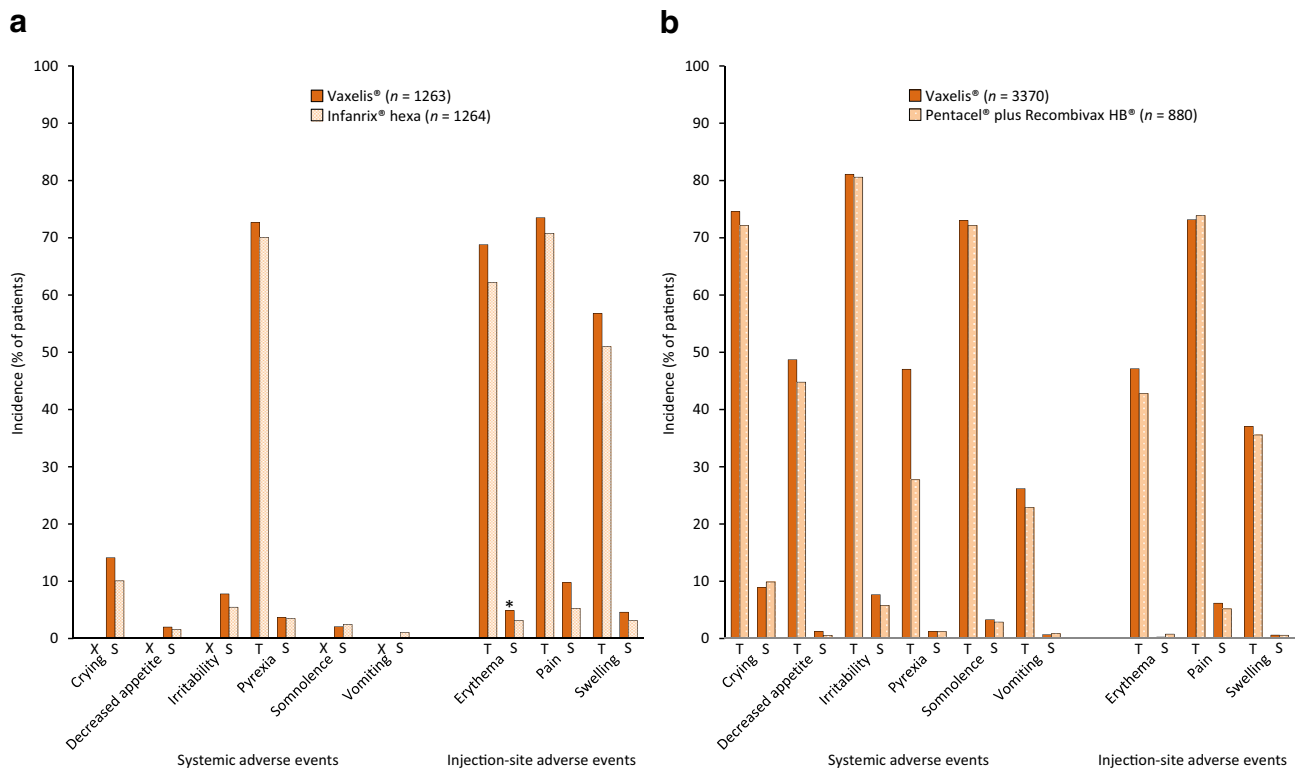 a
100
90
80
70
60
50
40
30
20
10
0
Incidence (% of patients)
Vaxelis® (n = 1263)
Infanrix® hexa (n = 1264)
*
X S X S X S T S X S X S T S T S T S
Crying
Decreased appetite
Irritability
Pyrexia
Somnolence
Vomiting
Erythema
Pain
Swelling
Systemic adverse events
Injection-site adverse events
b
100
90
80
70
60
50
40
30
20
10
0
Incidence (% of patients)
Vaxelis® (n = 3370)
Pentacel® plus Recombivax HB® (n = 880)
T S T S T S T S T S T S T S T S T S
Crying
Decreased appetite
Irritability
Pyrexia
Somnolence
Vomiting
Erythema
Pain
Swelling
Systemic adverse events
Injection-site adverse events